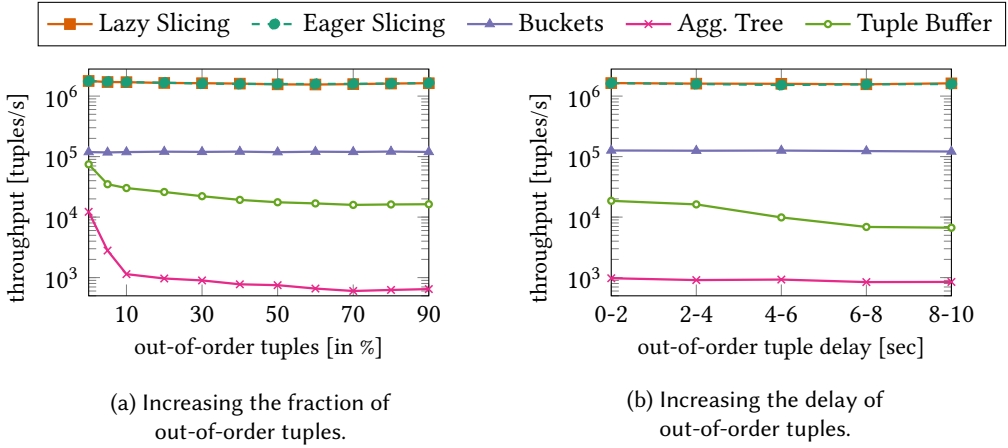 Lazy Slicing Eager Slicing Buckets Agg. Tree Tuple Buffer
throughput [tuples/s]
10^6
10^5
10^4
10^3
10 30 50 70 90
out-of-order tuples [in %]
(a) Increasing the fraction of
out-of-order tuples.
throughput [tuples/s]
10^6
10^5
10^4
10^3
0-2 2-4 4-6 6-8 8-10
out-of-order tuple delay [sec]
(b) Increasing the delay of
out-of-order tuples.